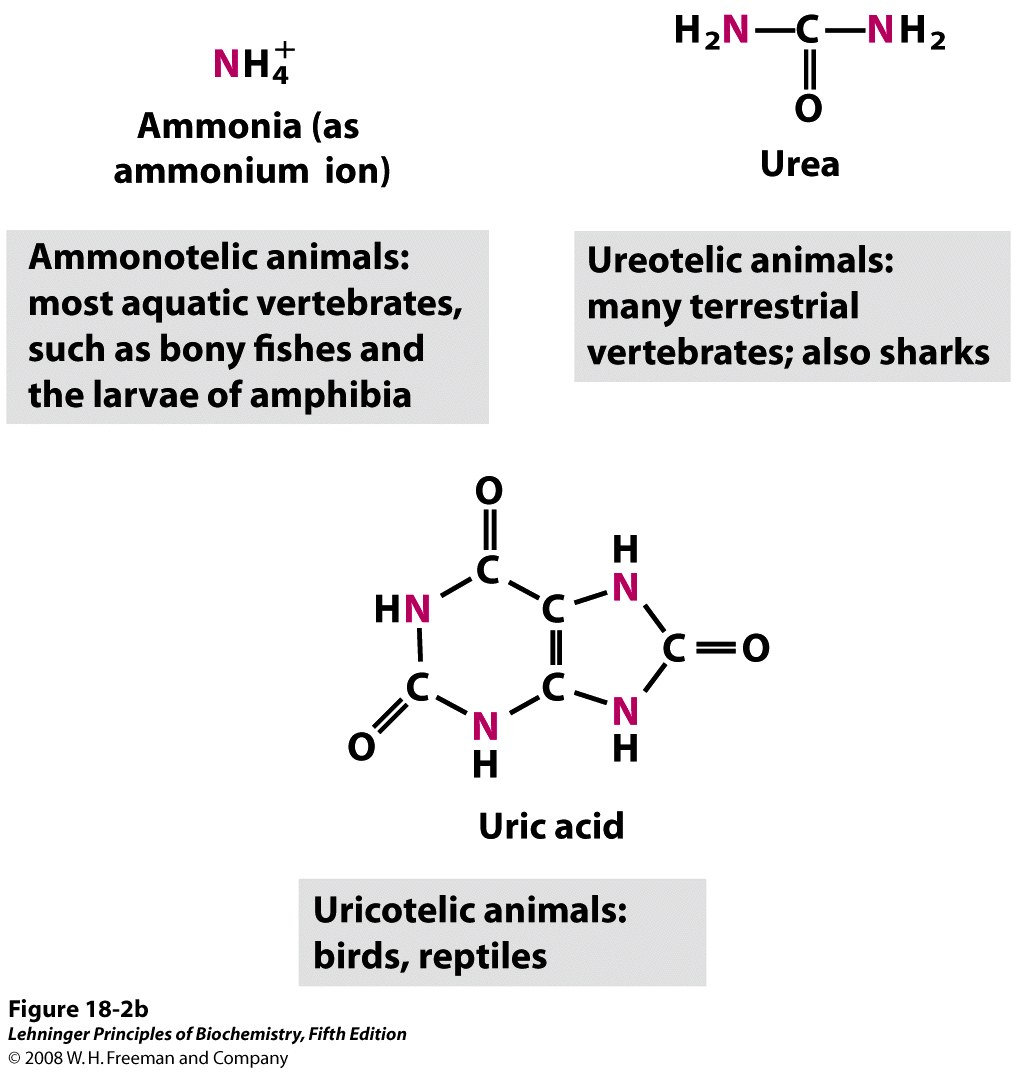 NH₄⁺
Ammonia (as
ammonium ion)
H₂N—C—NH₂
O
Urea
Ammonotelic animals:
most aquatic vertebrates,
such as bony fishes and
the larvae of amphibia
Ureotelic animals:
many terrestrial
vertebrates; also sharks
O
H
C
N
HN
C
C=O
C
C
N
N
O
H
H
Uric acid
Uricotelic animals:
birds, reptiles
Figure 18-2b
Lehninger Principles of Biochemistry, Fifth Edition
© 2008 W. H. Freeman and Company